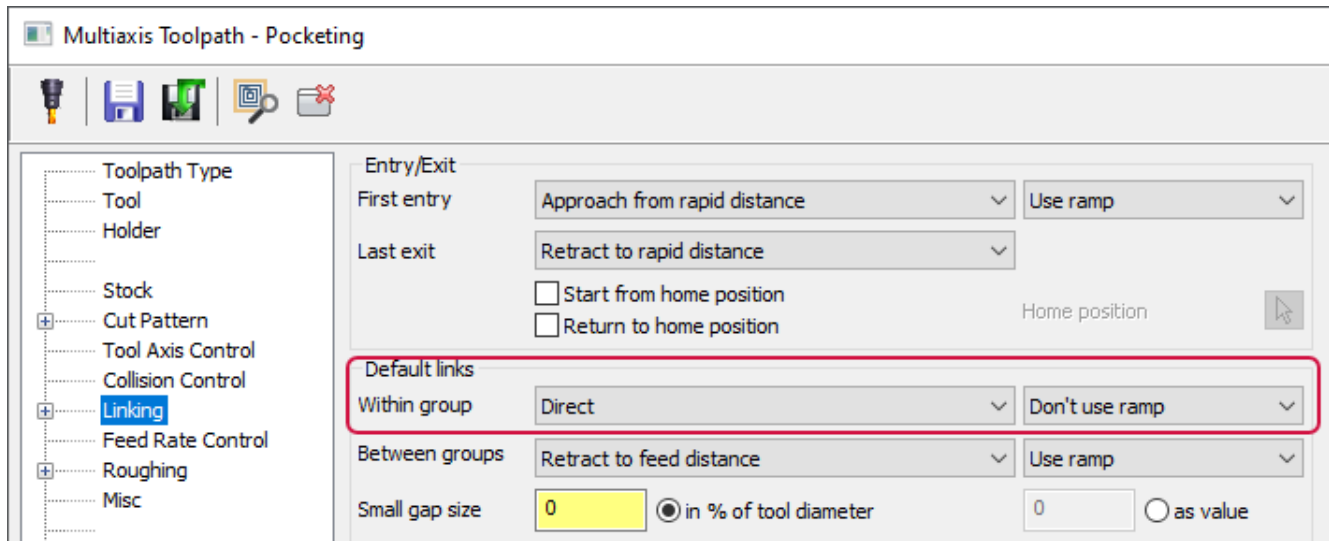 Multiaxis Toolpath - Pocketing
Toolpath Type
Tool
Holder
Stock
Cut Pattern
Tool Axis Control
Collision Control
Linking
Feed Rate Control
Roughing
Misc
Entry/Exit
First entry Approach from rapid distance Use ramp
Last exit Retract to rapid distance
Start from home position
Return to home position
Home position
Default links
Within group Direct Don't use ramp
Between groups Retract to feed distance Use ramp
Small gap size 0 in % of tool diameter 0 as value